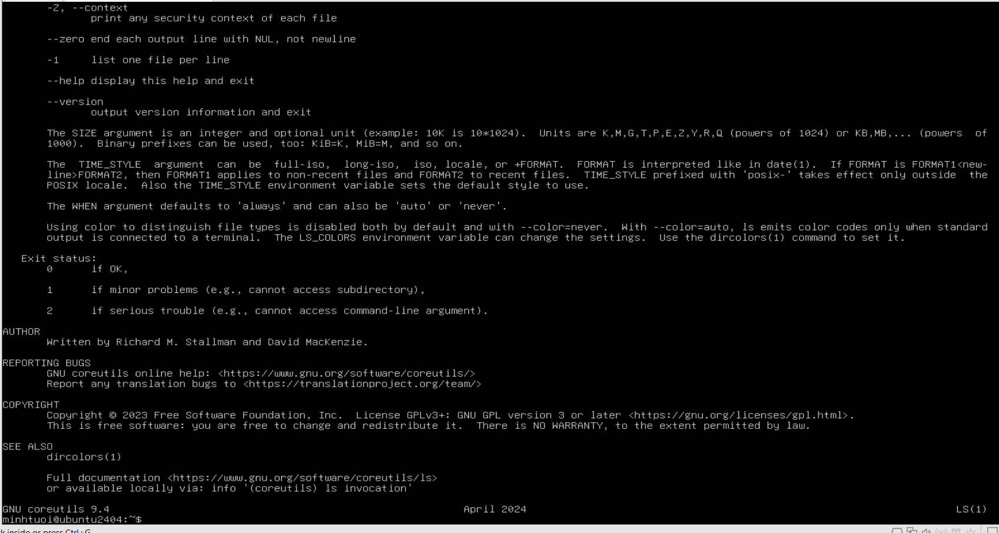 -Z, --context
print any security context of each file
--zero end each output line with NUL, not newline
-1 list one file per line
--help display this help and exit
--version
output version information and exit
The SIZE argument is an integer and optional unit (example: 10K is 10*1024). Units are K,M,G,T,P,E,Z,Y,R,Q (powers of 1024) or KB,MB,... (powers of
1000). Binary prefixes can be used, too: KiB=K, MiB=M, and so on.
The TIME_STYLE argument can be full-iso, long-iso, iso, locale, or +FORMAT. FORMAT is interpreted like in date(1). If FORMAT is FORMAT1<new-
line>FORMAT2, then FORMAT1 applies to non-recent files and FORMAT2 to recent files. TIME_STYLE prefixed with 'posix-' takes effect only outside the
POSIX locale. Also the TIME_STYLE environment variable sets the default style to use.
The WHEN argument defaults to 'always' and can also be 'auto' or 'never'.
Using color to distinguish file types is disabled both by default and with --color=never. With --color=auto, ls emits color codes only when standard
output is connected to a terminal. The LS_COLORS environment variable can change the settings. Use the dircolors(1) command to set it.
Exit status:
0 if OK,
1 if minor problems (e.g., cannot access subdirectory),
2 if serious trouble (e.g., cannot access command-line argument).
AUTHOR
Written by Richard M. Stallman and David MacKenzie.
REPORTING BUGS
GNU coreutils online help: <https://www.gnu.org/software/coreutils/>
Report any translation bugs to <https://translationproject.org/team/>
COPYRIGHT
Copyright © 2023 Free Software Foundation, Inc. License GPLv3+: GNU GPL version 3 or later <https://gnu.org/licenses/gpl.html>.
This is free software: you are free to change and redistribute it. There is NO WARRANTY, to the extent permitted by law.
SEE ALSO
dircolors(1)
Full documentation <https://www.gnu.org/software/coreutils/ls>
or available locally via: info '(coreutils) ls invocation'
GNU coreutils 9.4 April 2024 LS(1)
minhtuoi@ubuntu2404:~$
k inside or press Ctrl+G.